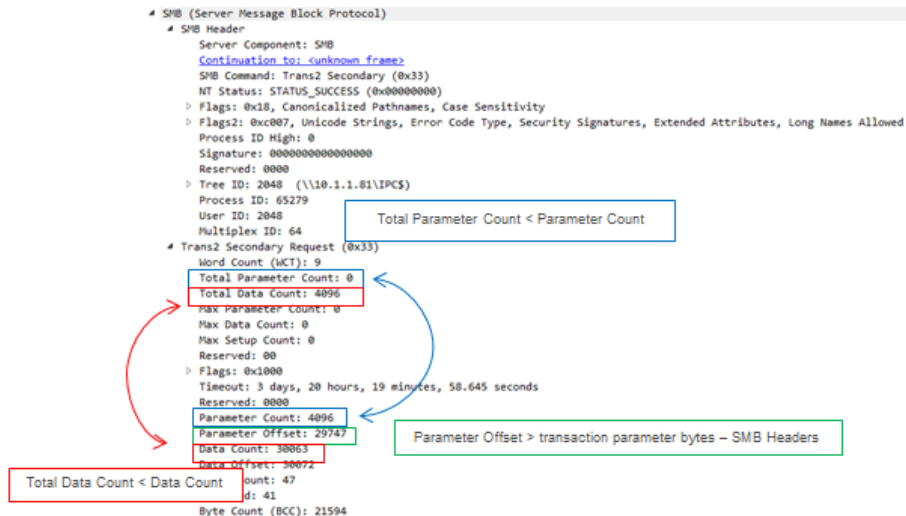 SMB (Server Message Block Protocol)
SMB Header
Server Component: SMB
Continuation to: <unknown frame>
SMB Command: Trans2 Secondary (0x33)
NT Status: STATUS_SUCCESS (0x00000000)
Flags: 0x18, Canonicalized Pathnames, Case Sensitivity
Flags2: 0xc007, Unicode Strings, Error Code Type, Security Signatures, Extended Attributes, Long Names Allowed
Process ID High: 0
Signature: 0000000000000000
Reserved: 0000
Tree ID: 2048 (\\10.1.1.81\IPC$)
Process ID: 65279
User ID: 2048
Total Parameter Count < Parameter Count
Multiplex ID: 64
Trans2 Secondary Request (0x33)
Word Count (WCT): 9
Total Parameter Count: 0
Total Data Count: 4096
Max Parameter Count: 0
Max Data Count: 0
Max Setup Count: 0
Reserved: 00
Flags: 0x1000
Timeout: 3 days, 20 hours, 19 minutes, 58.645 seconds
Reserved: 0000
Parameter Count: 4096
Parameter Offset: 29747
Parameter Offset > transaction parameter bytes – SMB Headers
Data Count: 30063
Data Offset: 30072
Total Data Count < Data Count
ount: 47
d: 41
Byte Count (BCC): 21594